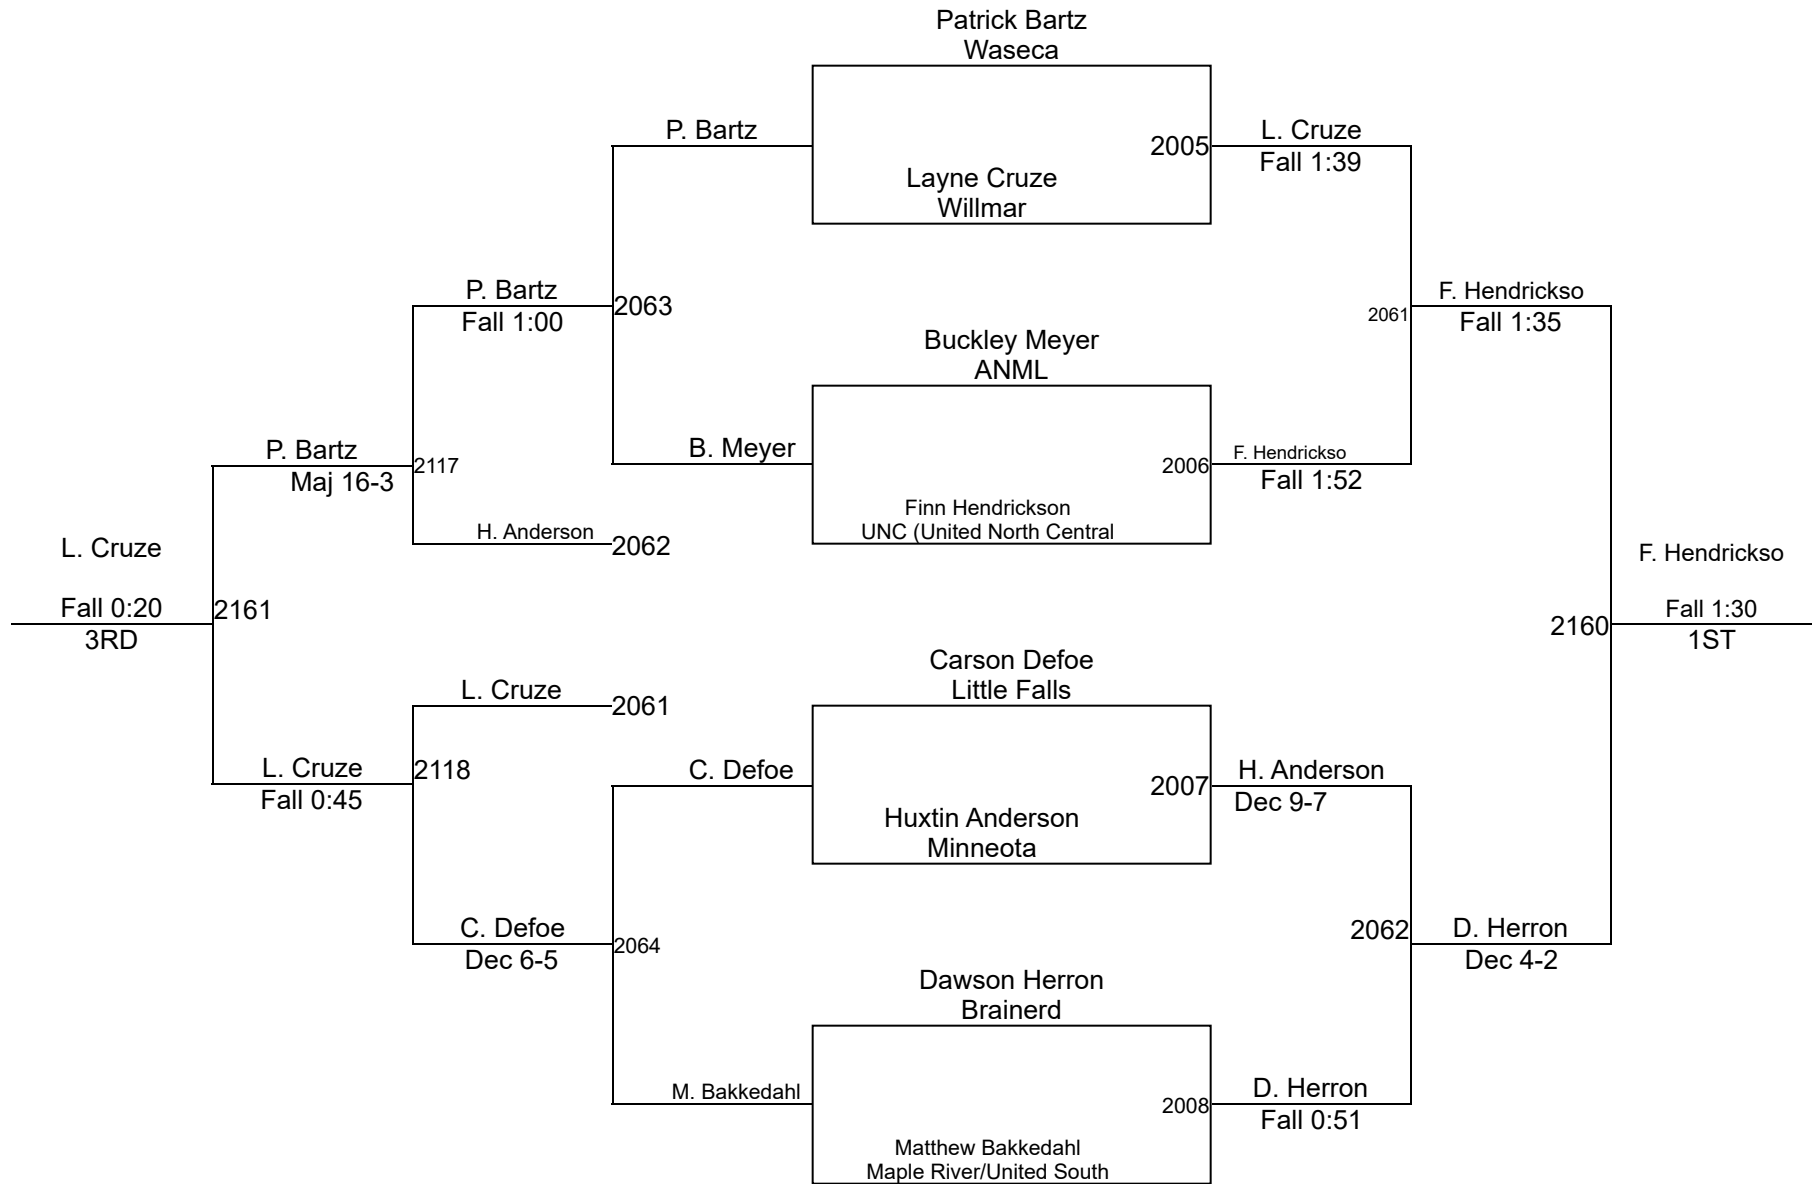 Patrick Bartz
Waseca
P. Bartz
2005
L. Cruze
Fall 1:39
Layne Cruze
Willmar
P. Bartz
Fall 1:00
2063
2061
F. Hendrickso
Fall 1:35
Buckley Meyer
ANML
P. Bartz
Maj 16-3
2117
B. Meyer
2006
F. Hendrickso
Fall 1:52
Finn Hendrickson
UNC (United North Central
H. Anderson
2062
L. Cruze
Fall 0:20
3RD
2161
F. Hendrickso
Fall 1:30
1ST
2160
Carson Defoe
Little Falls
L. Cruze
2061
L. Cruze
Fall 0:45
2118
C. Defoe
2007
H. Anderson
Dec 9-7
Huxtin Anderson
Minneota
C. Defoe
Dec 6-5
2064
2062
D. Herron
Dec 4-2
Dawson Herron
Brainerd
M. Bakkedahl
2008
D. Herron
Fall 0:51
Matthew Bakkedahl
Maple River/United South